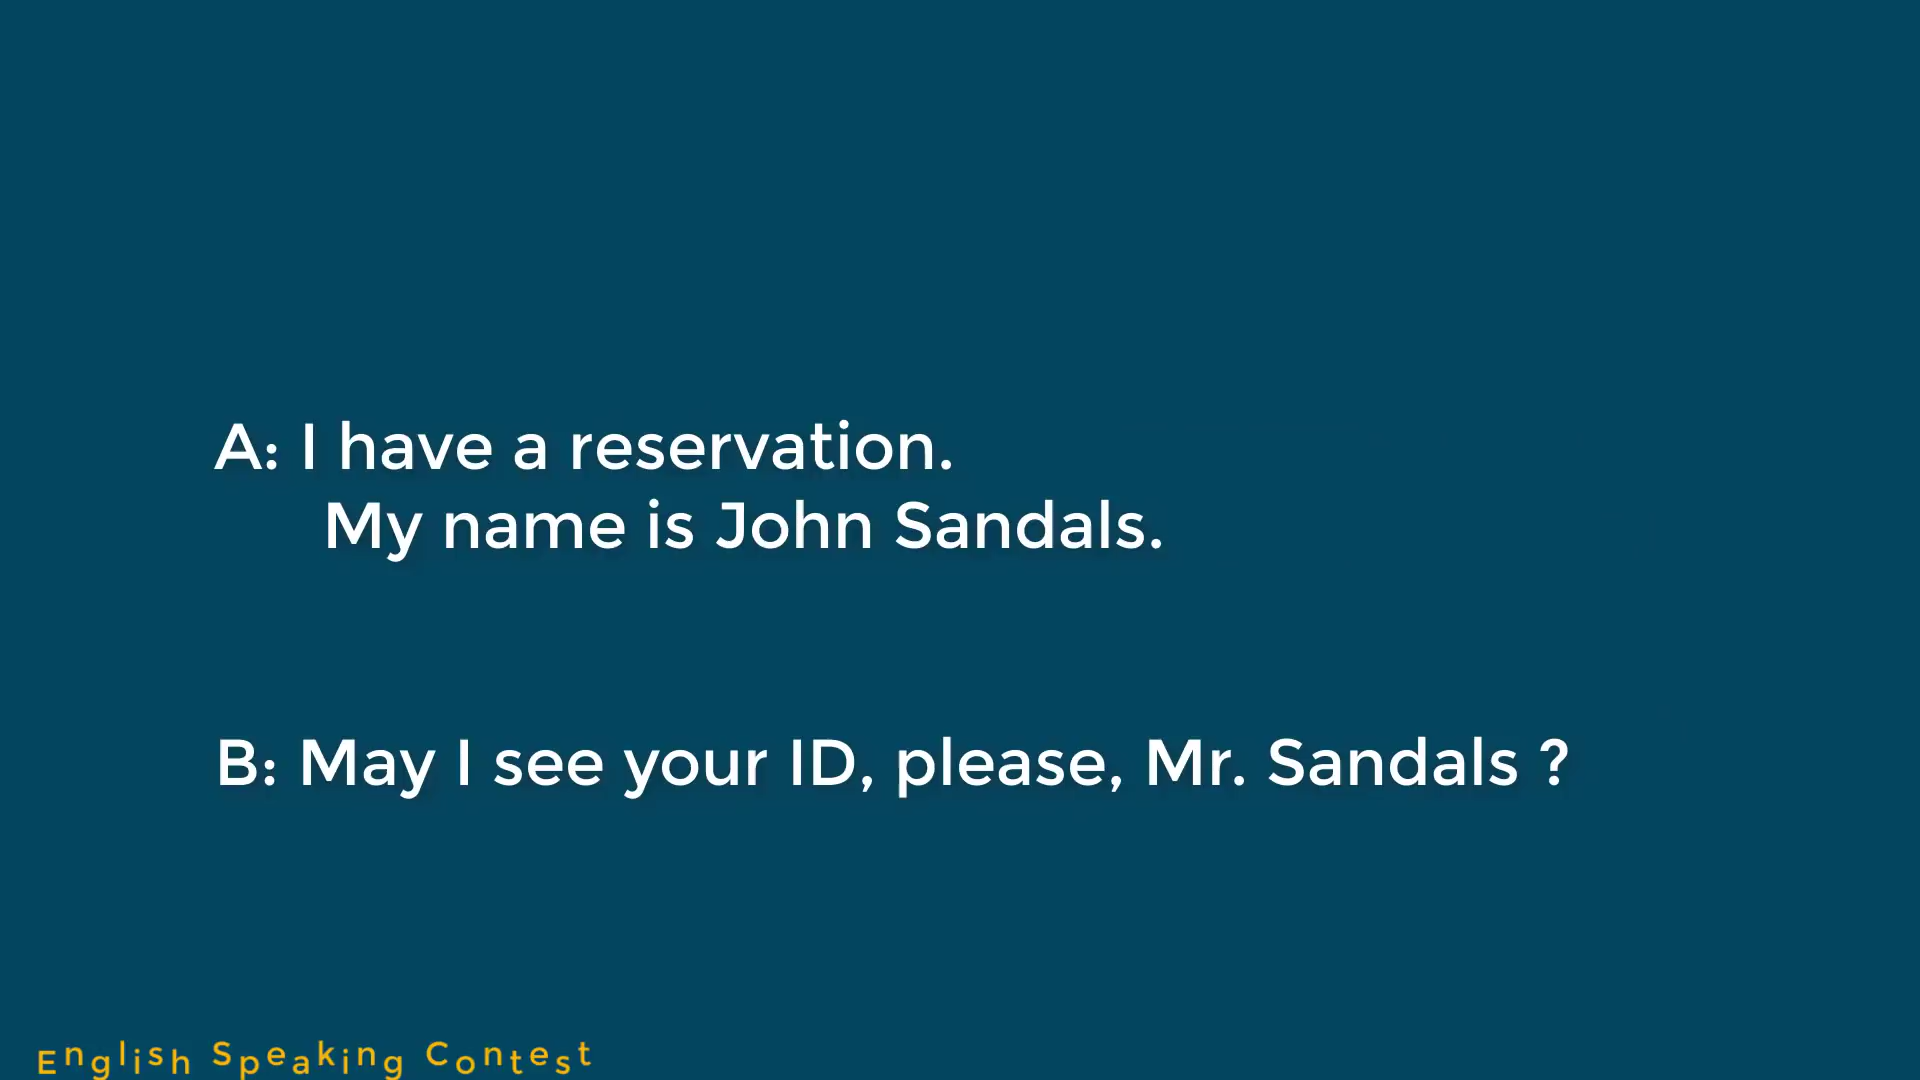 A: I have a reservation.
My name is John Sandals.
B: May I see your ID, please, Mr. Sandals ?
English Speaking Contest